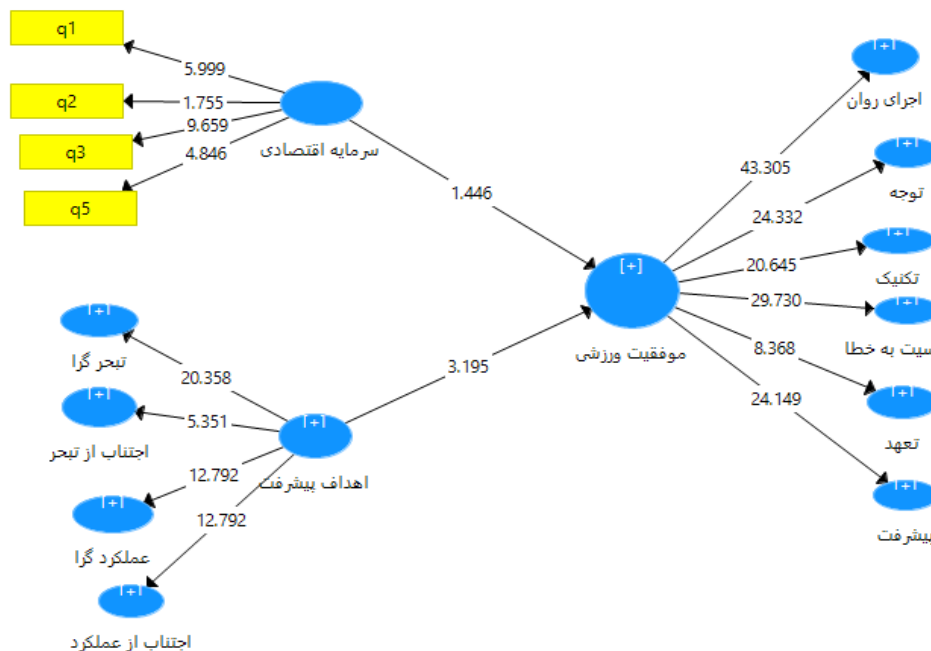 q1
5.999
q2
1.755
q3
9.659
q5
4.846
سرمایه اقتصادی
1.446
[+]
اجرای روان
43.305
[+]
توجه
24.332
[+]
تکنیک
20.645
[+]
موفقیت ورزشی
29.730
[+]
سیت به خطا
8.368
[+]
تعهد
24.149
[+]
پیشرفت
3.195
[+]
تبحر گرا
20.358
[+]
اجتناب از تبحر
5.351
[+]
اهداف پیشرفت
12.792
[+]
عملکرد گرا
12.792
[+]
اجتناب از عملکرد